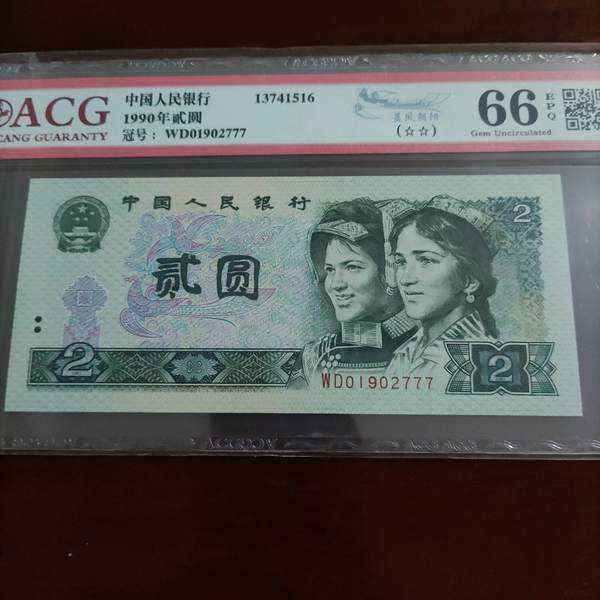 ACG
CANG GUARANTY
中国人民银行
1990年贰圆
冠号：WD01902777
13741516
(☆☆)
66
EPQ
Gem Uncirculated
中国人民银行
2
贰圆
2
WD01902777
2